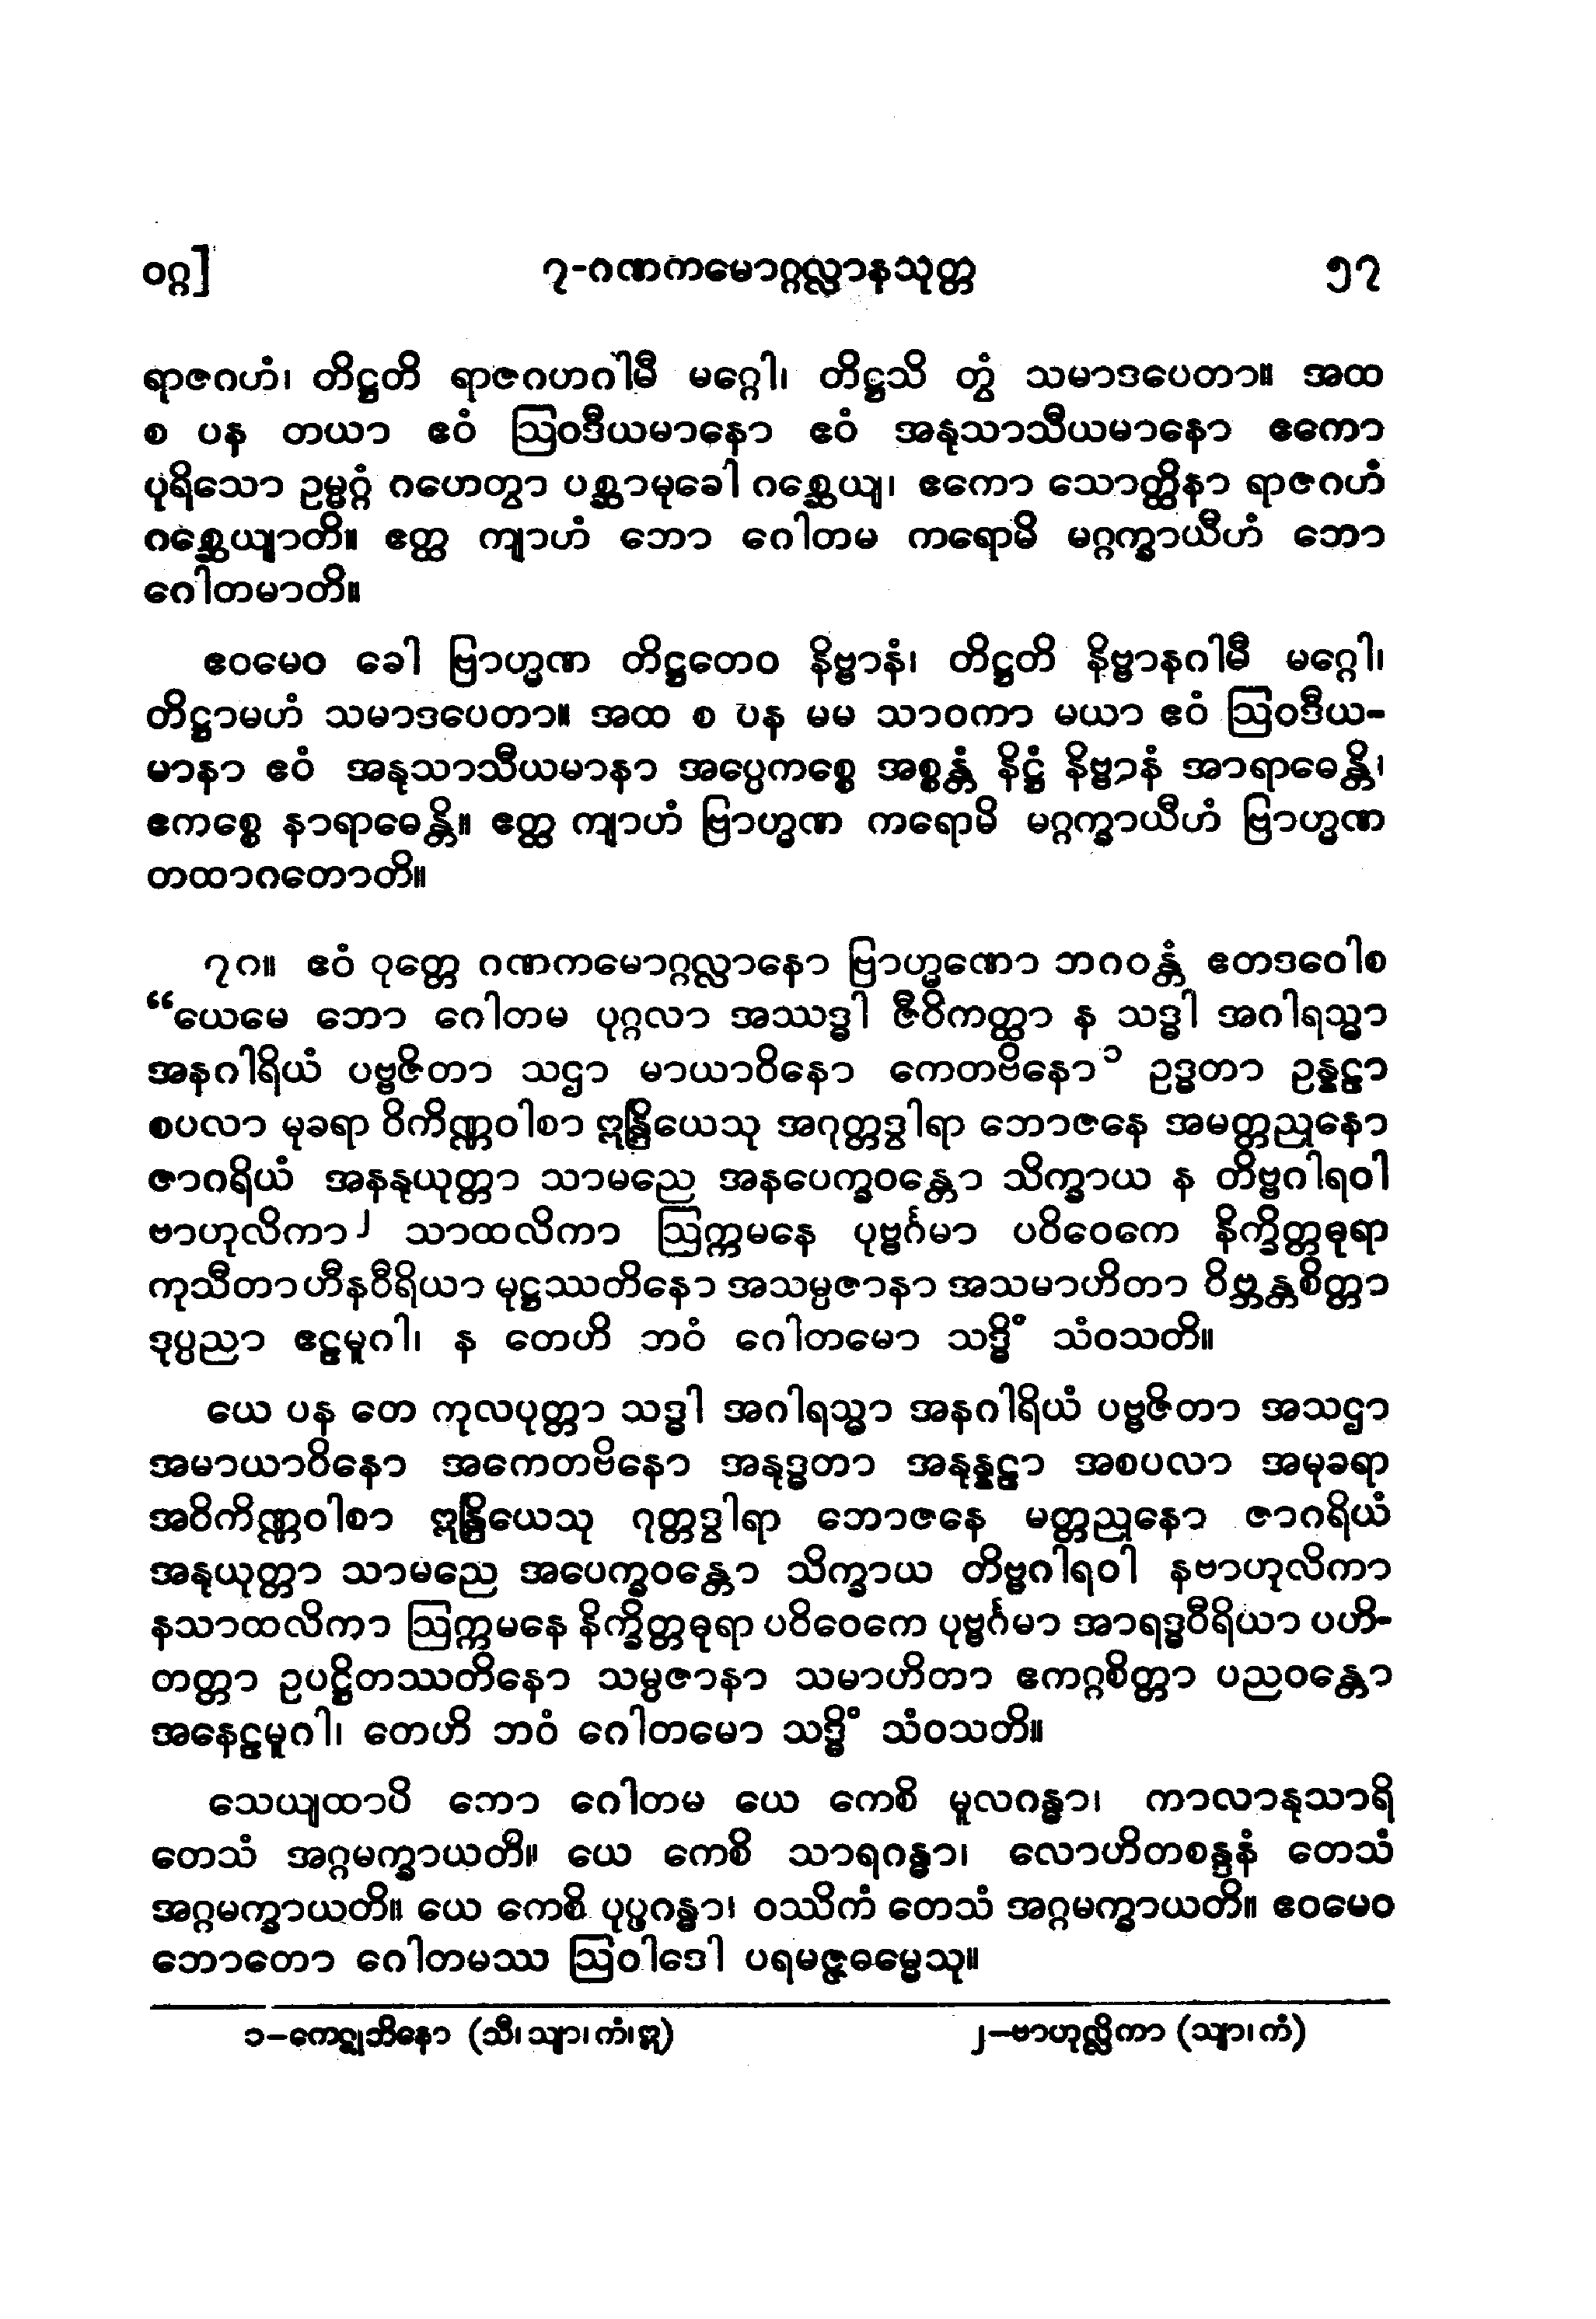 ဝဂ္ဂ] ၇-ဂဏကမောဂ္ဂလ္လာနသုတ္တ ၅၇
ရာဇဂဟံ၊ တိဋ္ဌတိ ရာဇဂဟဂါမီ မဂ္ဂေါ၊ တိဋ္ဌသိ တွံ သမာဒပေတာ။ အထ
စ ပန တယာ ဧဝံ ဩဝဒီယမာနော ဧဝံ အနုသာသီယမာနော ဧကော
ပုရိသော ဥမ္မဂ္ဂံ ဂဟေတွာ ပစ္ဆာမုခေါ ဂစ္ဆေယျ၊ ဧကော သောတ္ထိနာ ရာဇဂဟံ
ဂစ္ဆေယျာတိ။ ဧတ္ထ ကျာဟံ ဘော ဂေါတမ ကရောမိ မဂ္ဂက္ခာယီဟံ ဘော
ဂေါတမာတိ။
ဧဝမေဝ ခေါ ဗြာဟ္မဏ တိဋ္ဌတေဝ နိဗ္ဗာနံ၊ တိဋ္ဌတိ နိဗ္ဗာနဂါမီ မဂ္ဂေါ၊
တိဋ္ဌာမဟံ သမာဒပေတာ။ အထ စ ပန မမ သာဝကာ မယာ ဧဝံ ဩဝဒီယ-
မာနာ ဧဝံ အနုသာသီယမာနာ အပ္ပေကစ္စေ အစ္စန္တံ နိဋ္ဌံ နိဗ္ဗာနံ အာရာဓေန္တိ၊
ဧကစ္စေ နာရာဓေန္တိ။ ဧတ္ထ ကျာဟံ ဗြာဟ္မဏ ကရောမိ မဂ္ဂက္ခာယီဟံ ဗြာဟ္မဏ
တထာဂတောတိ။
၇၈။ ဧဝံ ဝုတ္တေ ဂဏကမောဂ္ဂလ္လာနော ဗြာဟ္မဏော ဘဂဝန္တံ ဧတဒဝေါစ
“ယေမေ ဘော ဂေါတမ ပုဂ္ဂလာ အဿဒ္ဓါ ဇီဝိကတ္ထာ န သဒ္ဓါ အဂါရသ္မာ
အနဂါရိယံ ပဗ္ဗဇိတာ သဌာ မာယာဝိနော ကေတဗိနော၁ ဥဒ္ဓတာ ဥန္နဠာ
စပလာ မုခရာ ဝိကိဏ္ဏဝါစာ ဣန္ဒြိယေသု အဂုတ္တဒွါရာ ဘောဇနေ အမတ္တညုနော
ဇာဂရိယံ အနနုယုတ္တာ သာမညေ အနပေက္ခဝန္တော သိက္ခာယ န တိဗ္ဗဂါရဝါ
ဗာဟုလိကာ၂ သာထလိကာ ဩက္ကမနေ ပုဗ္ဗင်္ဂမာ ပဝိဝေကေ နိက္ခိတ္တဓုရာ
ကုသီတာ ဟီနဝီရိယာ မုဋ္ဌဿတိနော အသမ္ပဇာနာ အသမာဟိတာ ဝိဗ္ဘန္တစိတ္တာ
ဒုပ္ပညာ ဧဠမူဂါ၊ န တေဟိ ဘဝံ ဂေါတမော သဒ္ဓိံ သံဝသတိ။
ယေ ပန တေ ကုလပုတ္တာ သဒ္ဓါ အဂါရသ္မာ အနဂါရိယံ ပဗ္ဗဇိတာ အသဌာ
အမာယာဝိနော အကေတဗိနော အနုဒ္ဓတာ အနုန္နဠာ အစပလာ အမုခရာ
အဝိကိဏ္ဏဝါစာ ဣန္ဒြိယေသု ဂုတ္တဒွါရာ ဘောဇနေ မတ္တညုနော ဇာဂရိယံ
အနုယုတ္တာ သာမညေ အပေက္ခဝန္တော သိက္ခာယ တိဗ္ဗဂါရဝါ နဗာဟုလိကာ
နသာထလိကာ ဩက္ကမနေ နိက္ခိတ္တဓုရာ ပဝိဝေကေ ပုဗ္ဗင်္ဂမာ အာရဒ္ဓဝီရိယာ ပဟိ-
တတ္တာ ဥပဋ္ဌိတဿတိနော သမ္ပဇာနာ သမာဟိတာ ဧကဂ္ဂစိတ္တာ ပညဝန္တော
အနေဠမူဂါ၊ တေဟိ ဘဝံ ဂေါတမော သဒ္ဓိံ သံဝသတိ။
သေယျထာပိ ဘော ဂေါတမ ယေ ကေစိ မူလဂန္ဓာ၊ ကာလာနုသာရိ
တေသံ အဂ္ဂမက္ခာယတိ။ ယေ ကေစိ သာရဂန္ဓာ၊ လောဟိတစန္ဒနံ တေသံ
အဂ္ဂမက္ခာယတိ။ ယေ ကေစိ ပုပ္ဖဂန္ဓာ၊ ဝဿိကံ တေသံ အဂ္ဂမက္ခာယတိ။ ဧဝမေဝ
ဘောတော ဂေါတမဿ ဩဝါဒေါ ပရမဇ္ဇဓမ္မေသု။
၁-ကေဋုဘိနော (သီ၊ သျာ၊ ကံ၊ ဣ) ၂-ဗာဟုလ္လိကာ (သျာ၊ ကံ)